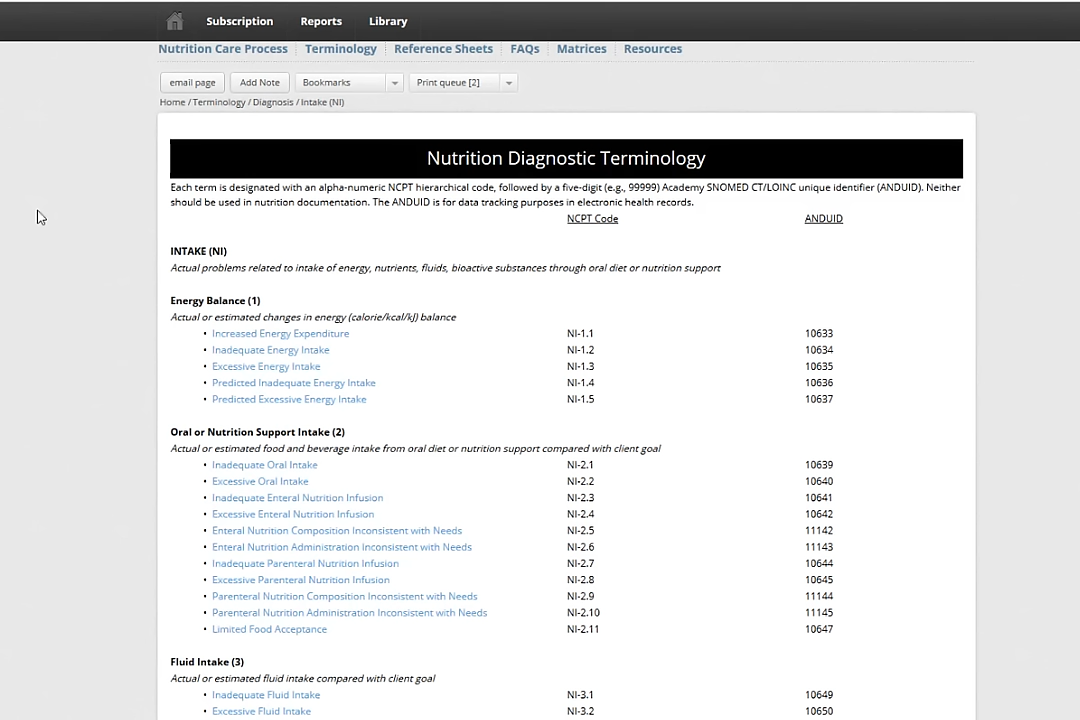 Subscription Reports Library
Nutrition Care Process Terminology Reference Sheets FAQs Matrices Resources
email page Add Note Bookmarks Print queue [2]
Home / Terminology / Diagnosis / Intake (NI)
Nutrition Diagnostic Terminology
Each term is designated with an alpha-numeric NCPT hierarchical code, followed by a five-digit (e.g., 99999) Academy SNOMED CT/LOINC unique identifier (ANDUID). Neither
should be used in nutrition documentation. The ANDUID is for data tracking purposes in electronic health records.
NCPT Code ANDUID
INTAKE (NI)
Actual problems related to intake of energy, nutrients, fluids, bioactive substances through oral diet or nutrition support
Energy Balance (1)
Actual or estimated changes in energy (calorie/kcal/kJ) balance
• Increased Energy Expenditure NI-1.1 10633
• Inadequate Energy Intake NI-1.2 10634
• Excessive Energy Intake NI-1.3 10635
• Predicted Inadequate Energy Intake NI-1.4 10636
• Predicted Excessive Energy Intake NI-1.5 10637
Oral or Nutrition Support Intake (2)
Actual or estimated food and beverage intake from oral diet or nutrition support compared with client goal
• Inadequate Oral Intake NI-2.1 10639
• Excessive Oral Intake NI-2.2 10640
• Inadequate Enteral Nutrition Infusion NI-2.3 10641
• Excessive Enteral Nutrition Infusion NI-2.4 10642
• Enteral Nutrition Composition Inconsistent with Needs NI-2.5 11142
• Enteral Nutrition Administration Inconsistent with Needs NI-2.6 11143
• Inadequate Parenteral Nutrition Infusion NI-2.7 10644
• Excessive Parenteral Nutrition Infusion NI-2.8 10645
• Parenteral Nutrition Composition Inconsistent with Needs NI-2.9 11144
• Parenteral Nutrition Administration Inconsistent with Needs NI-2.10 11145
• Limited Food Acceptance NI-2.11 10647
Fluid Intake (3)
Actual or estimated fluid intake compared with client goal
• Inadequate Fluid Intake NI-3.1 10649
• Excessive Fluid Intake NI-3.2 10650